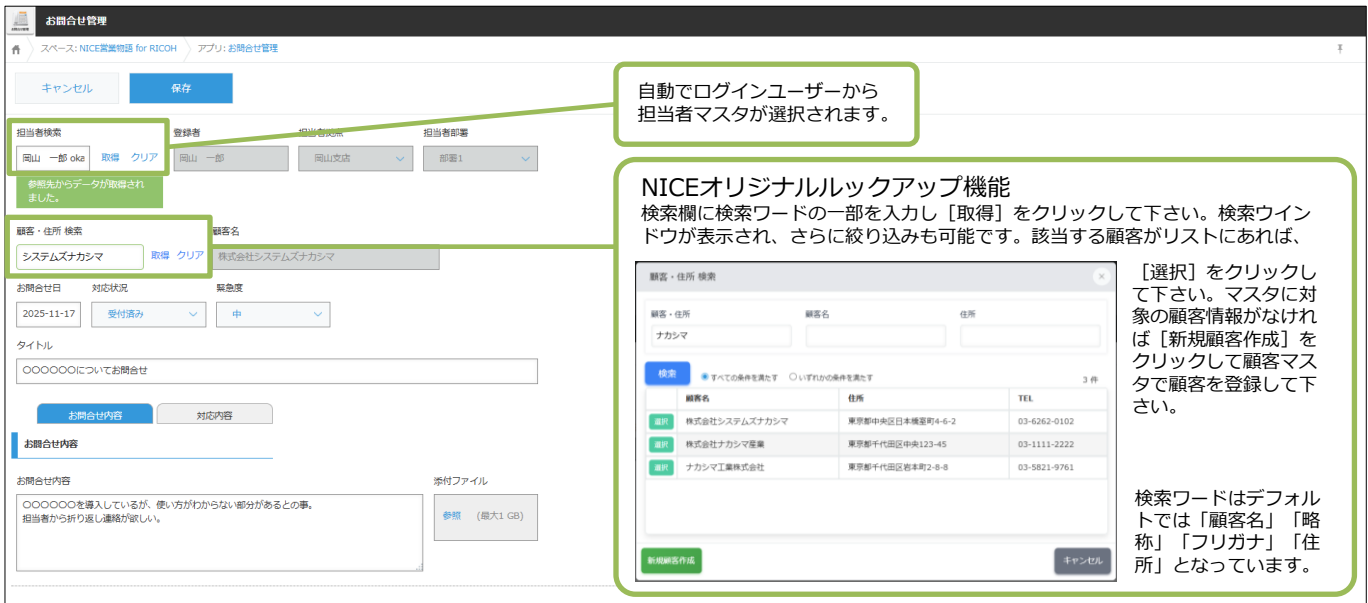 お問合せ管理
スペース: NICE営業物語 for RICOH
アプリ: お問合せ管理
キャンセル
保存
自動でログインユーザーから
担当者マスタが選択されます。
担当者検索
登録者
担当者部署
岡山 一郎 oka
取得 クリア
岡山 一郎
岡山支店
部署1
参照先からデータが取得され
ました。
NICEオリジナルルックアップ機能
検索欄に検索ワードの一部を入力し［取得］をクリックして下さい。検索ウイン
ドウが表示され、さらに絞り込みも可能です。該当する顧客がリストにあれば、
［選択］をクリックし
て下さい。マスタに対
象の顧客情報がなけれ
ば［新規顧客作成］を
クリックして顧客マス
タで顧客を登録して下
さい。
検索ワードはデフォル
トでは「顧客名」「略
称」「フリガナ」「住
所」となっています。
顧客・住所 検索
顧客名
システムズナカシマ
取得 クリア
株式会社システムズナカシマ
お問合せ日
対応状況
緊急度
2025-11-17
受付済み
中
タイトル
〇〇〇〇〇〇についてお問合せ
お問合せ内容
対応内容
お問合せ内容
お問合せ内容
添付ファイル
〇〇〇〇〇〇を導入しているが、使い方がわからない部分があるとの事。
担当者から折り返し連絡が欲しい。
参照 (最大1 GB)
顧客・住所 検索
顧客・住所
顧客名
住所
ナカシマ
検索
すべての条件を満たす
いずれかの条件を満たす
3 件
顧客名
住所
TEL
選択 株式会社システムズナカシマ 東京都中央区日本橋室町4-6-2 03-6262-0102
選択 株式会社ナカシマ産業 東京都千代田区中央123-45 03-1111-2222
選択 ナカシマ工業株式会社 東京都千代田区岩本町2-8-8 03-5821-9761
新規顧客作成
キャンセル